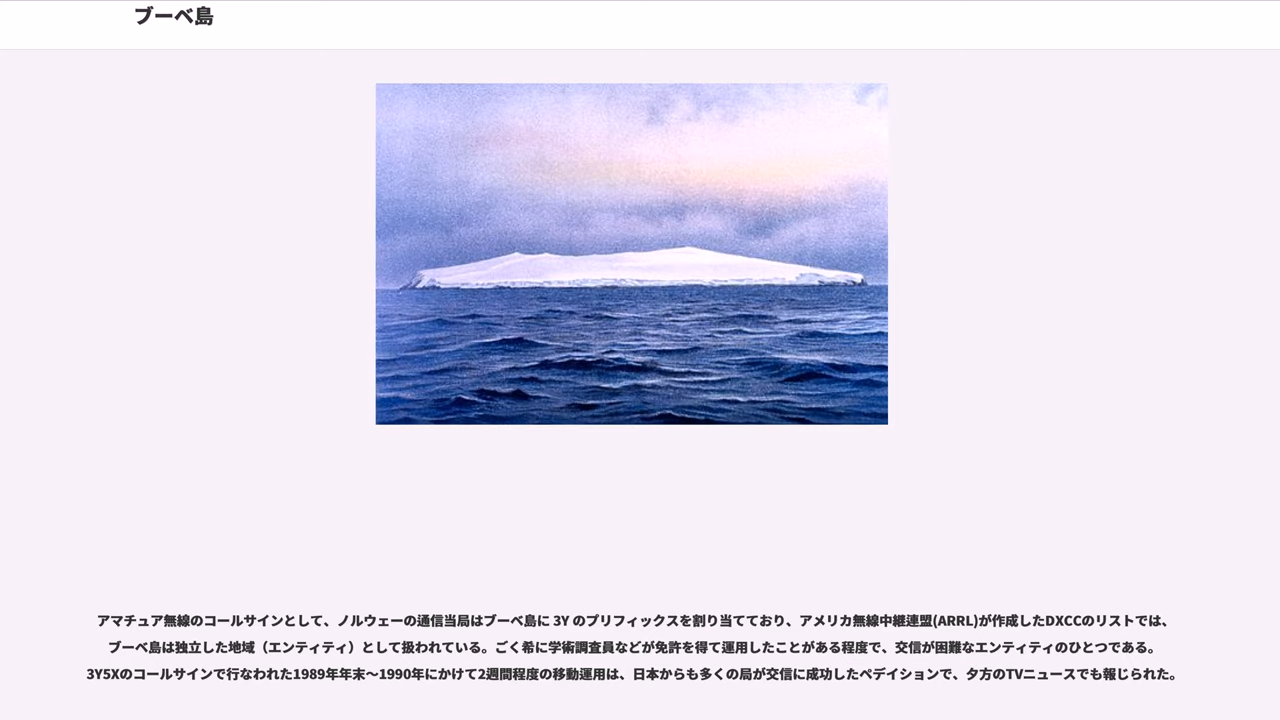 ブーベ島
アマチュア無線のコールサインとして、ノルウェーの通信当局はブーベ島に 3Y のプリフィックスを割り当てており、アメリカ無線中継連盟(ARRL)が作成したDXCCのリストでは、
ブーベ島は独立した地域（エンティティ）として扱われている。ごく希に学術調査員などが免許を得て運用したことがある程度で、交信が困難なエンティティのひとつである。
3Y5Xのコールサインで行なわれた1989年年末〜1990年にかけて2週間程度の移動運用は、日本からも多くの局が交信に成功したペデイションで、夕方のTVニュースでも報じられた。